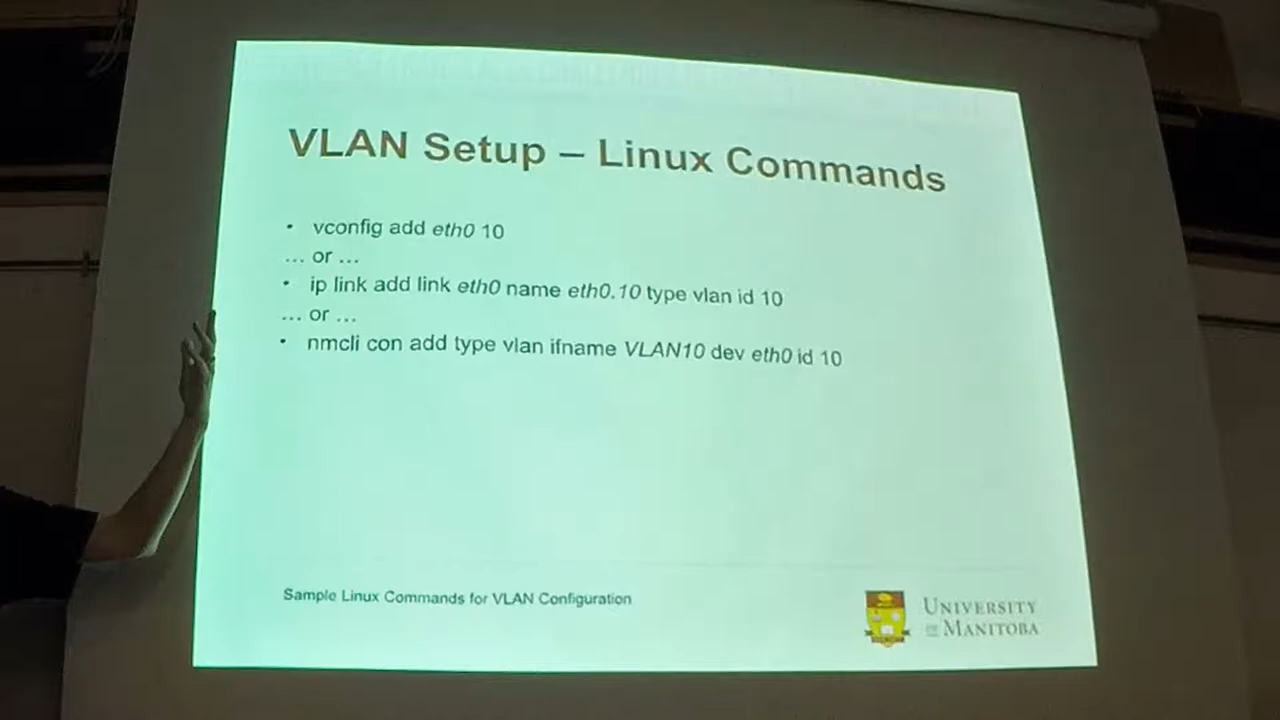 VLAN Setup – Linux Commands
• vconfig add eth0 10
... or ...
• ip link add link eth0 name eth0.10 type vlan id 10
... or ...
• nmcli con add type vlan ifname VLAN10 dev eth0 id 10
Sample Linux Commands for VLAN Configuration
UNIVERSITY
OF MANITOBA